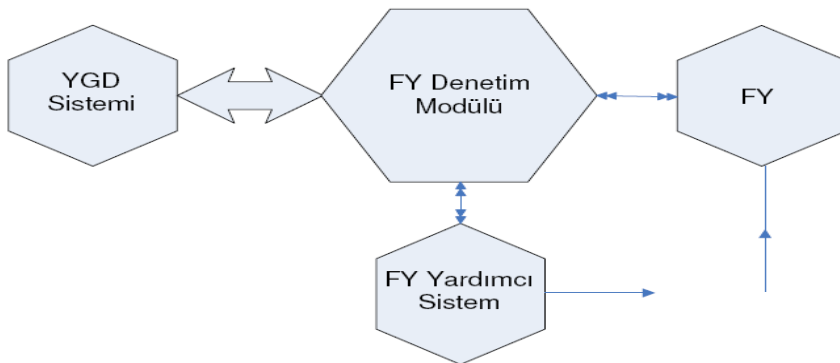 YGD
Sistemi
FY Denetim
Modülü
FY
FY Yardımcı
Sistem